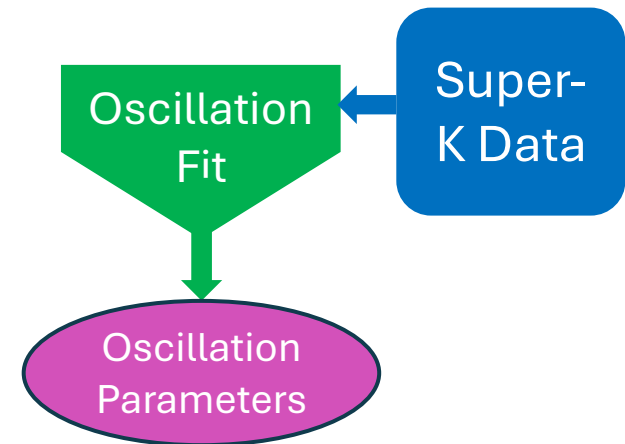 Oscillation
Fit
Super-
K Data
Oscillation
Parameters